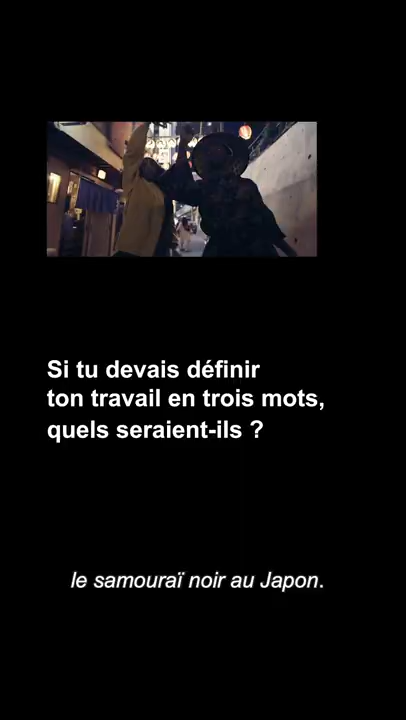 Si tu devais définir
ton travail en trois mots,
quels seraient-ils ?
le samouraï noir au Japon.